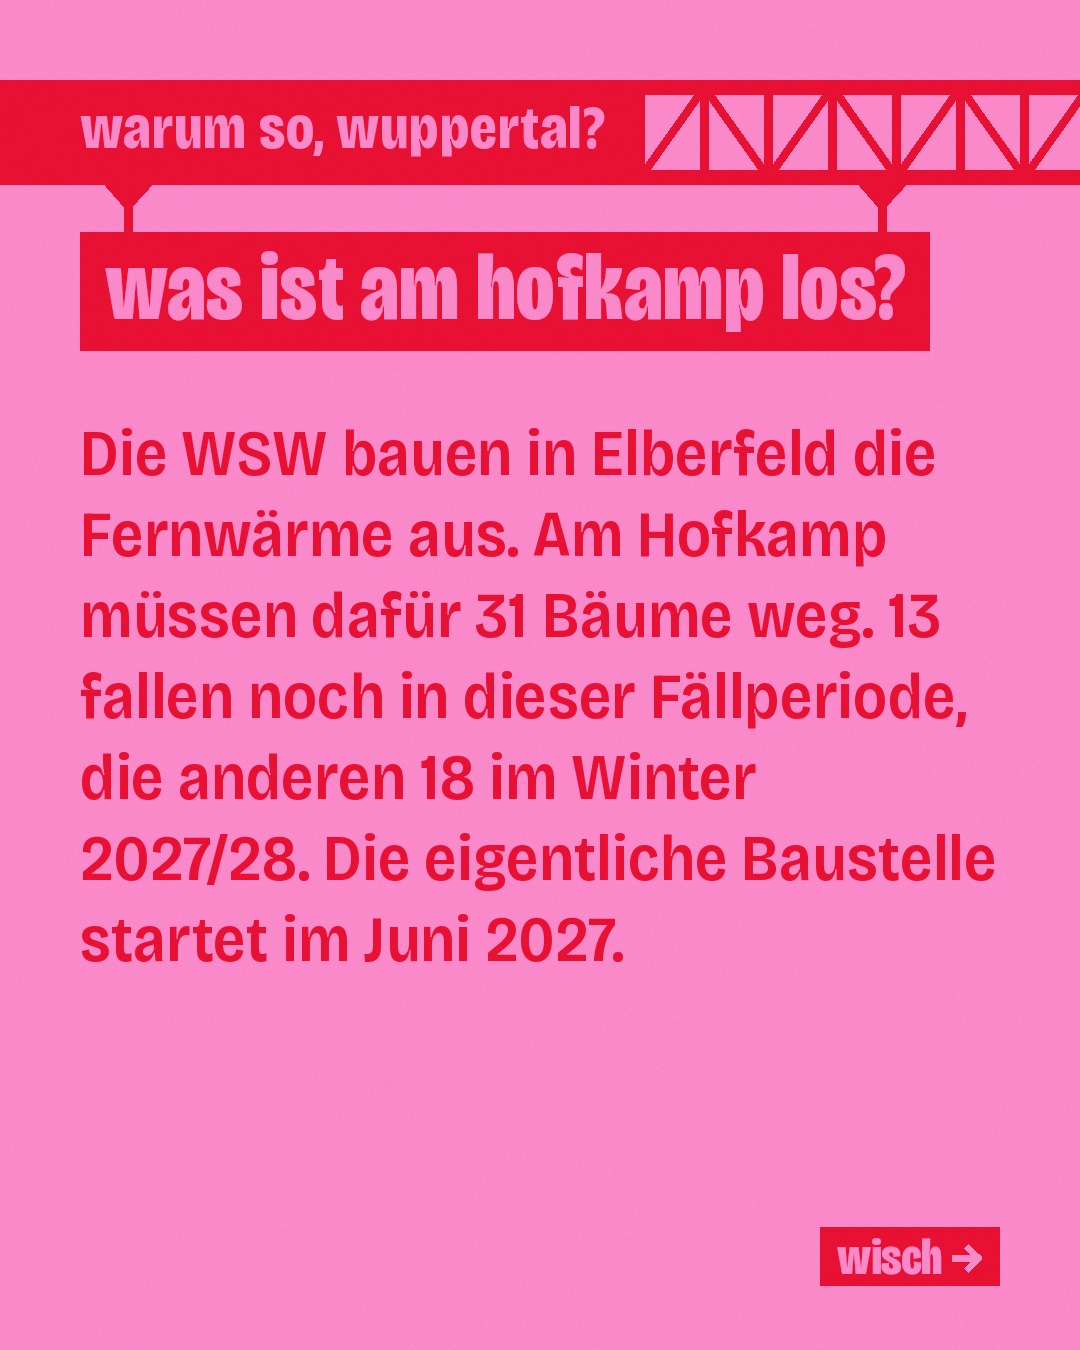 warum so, wuppertal?
was ist am hofkamp los?
Die WSW bauen in Elberfeld die
Fernwärme aus. Am Hofkamp
müssen dafür 31 Bäume weg. 13
fallen noch in dieser Fällperiode,
die anderen 18 im Winter
2027/28. Die eigentliche Baustelle
startet im Juni 2027.
wisch →